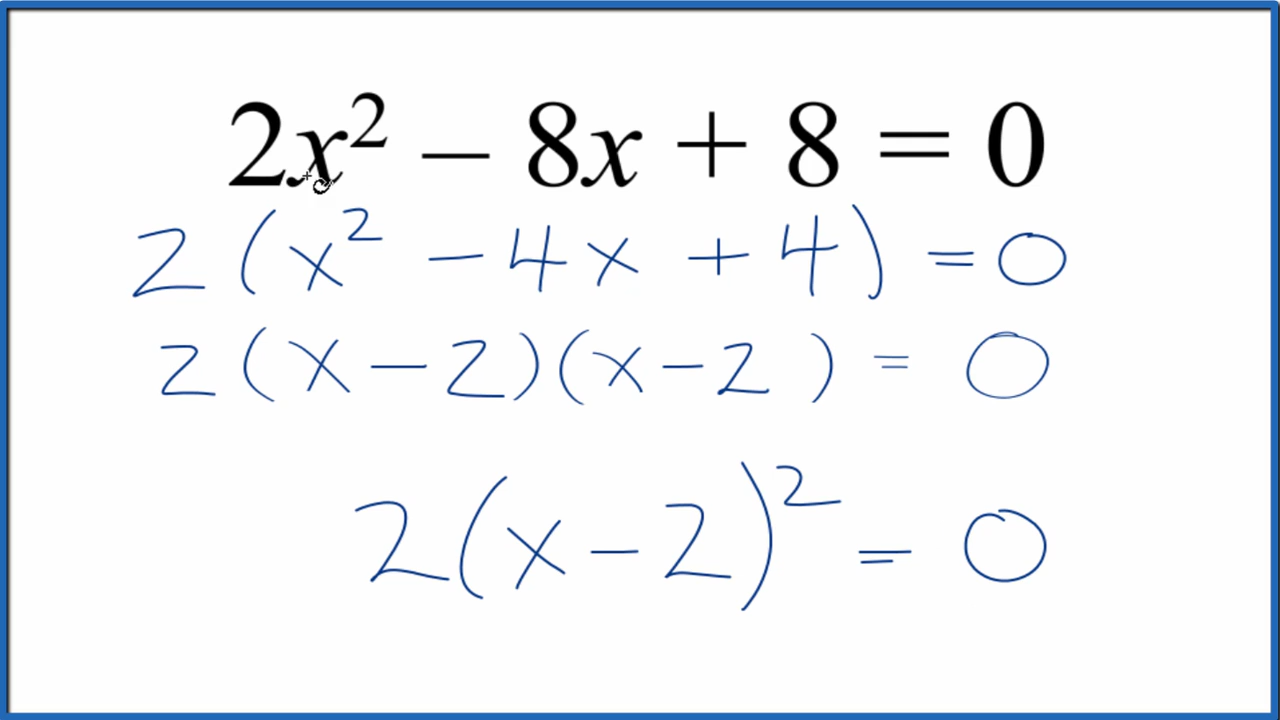 2x² − 8x + 8 = 0
2(x² − 4x + 4) = 0
2(x − 2)(x − 2) = 0
2(x − 2)² = 0